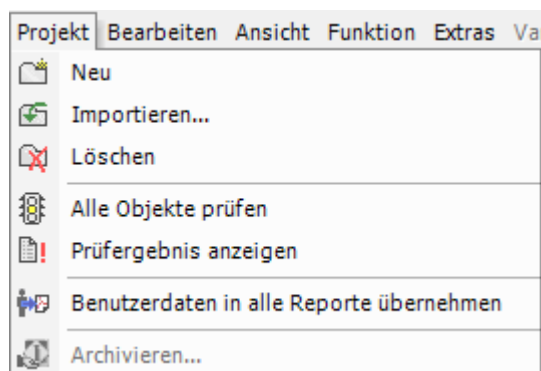 Projekt Bearbeiten Ansicht Funktion Extras Va
Neu
Importieren...
Löschen
Alle Objekte prüfen
Prüfergebnis anzeigen
Benutzerdaten in alle Reporte übernehmen
Archivieren...